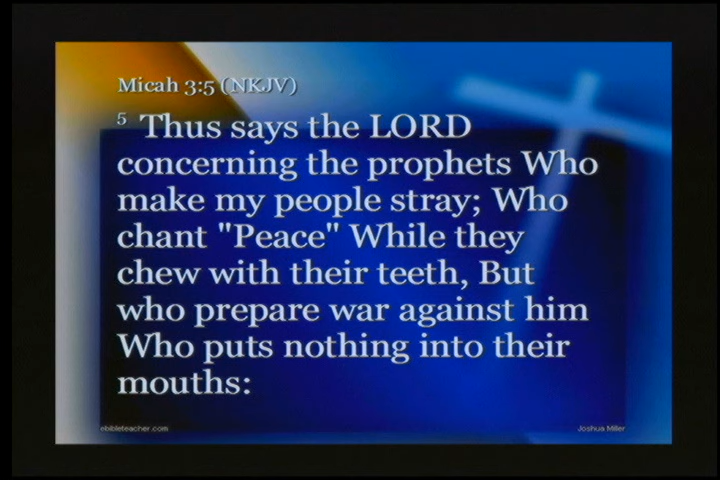 Micah 3:5 (NKJV)
5 Thus says the LORD
concerning the prophets Who
make my people stray; Who
chant "Peace" While they
chew with their teeth, But
who prepare war against him
Who puts nothing into their
mouths:
ebibleteacher.com
Joshua Miller